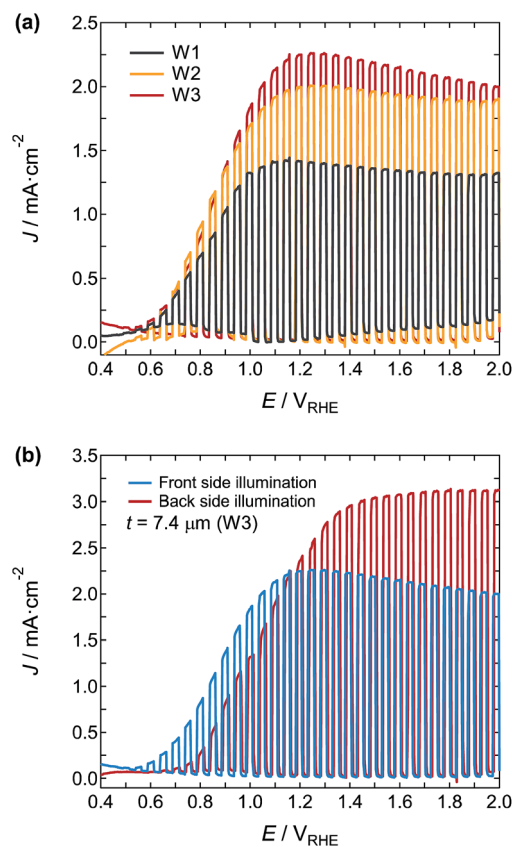 (a)
W1
W2
W3
J / mA·cm⁻²
2.5
2.0
1.5
1.0
0.5
0.0
0.4 0.6 0.8 1.0 1.2 1.4 1.6 1.8 2.0
E / V_RHE
(b)
Front side illumination
Back side illumination
t = 7.4 μm (W3)
J / mA·cm⁻²
3.5
3.0
2.5
2.0
1.5
1.0
0.5
0.0
0.4 0.6 0.8 1.0 1.2 1.4 1.6 1.8 2.0
E / V_RHE